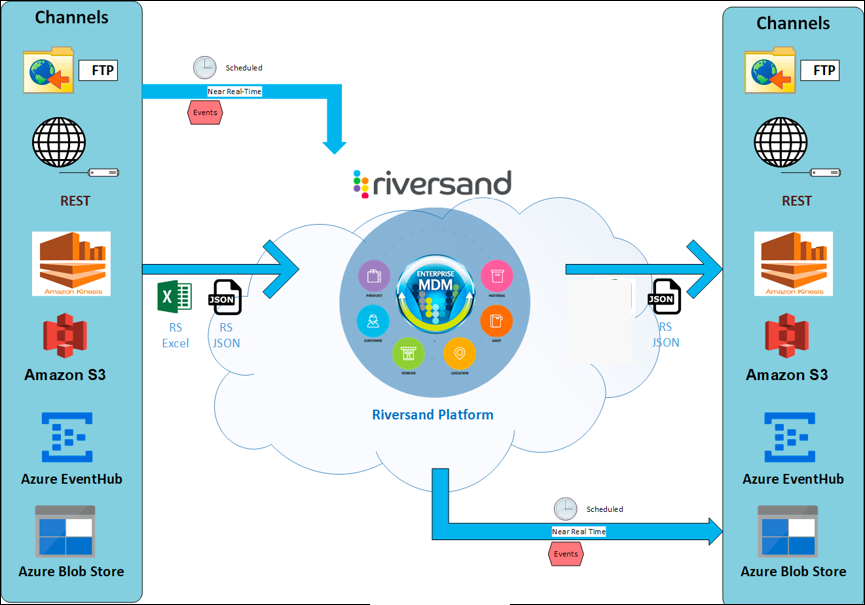 Channels
FTP
REST
Amazon Kinesis
Amazon S3
Azure EventHub
Azure Blob Store
Scheduled
Near Real-Time
Events
X
RS
Excel
JSON
RS
JSON
riversand
ENTERPRISE
MDM
PRODUCT
MATERIAL
CUSTOMER
ASSET
VENDOR
LOCATION
Riversand Platform
JSON
RS
JSON
Scheduled
Near Real Time
Events
Channels
FTP
REST
Amazon Kinesis
Amazon S3
Azure EventHub
Azure Blob Store